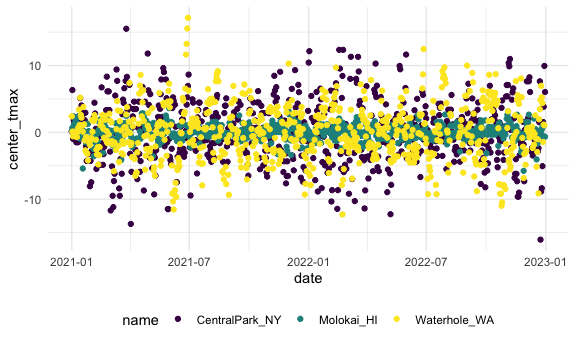 center_tmax
10
0
-10
2021-01
2021-07
2022-01
2022-07
2023-01
date
name
CentralPark_NY
Molokai_HI
Waterhole_WA